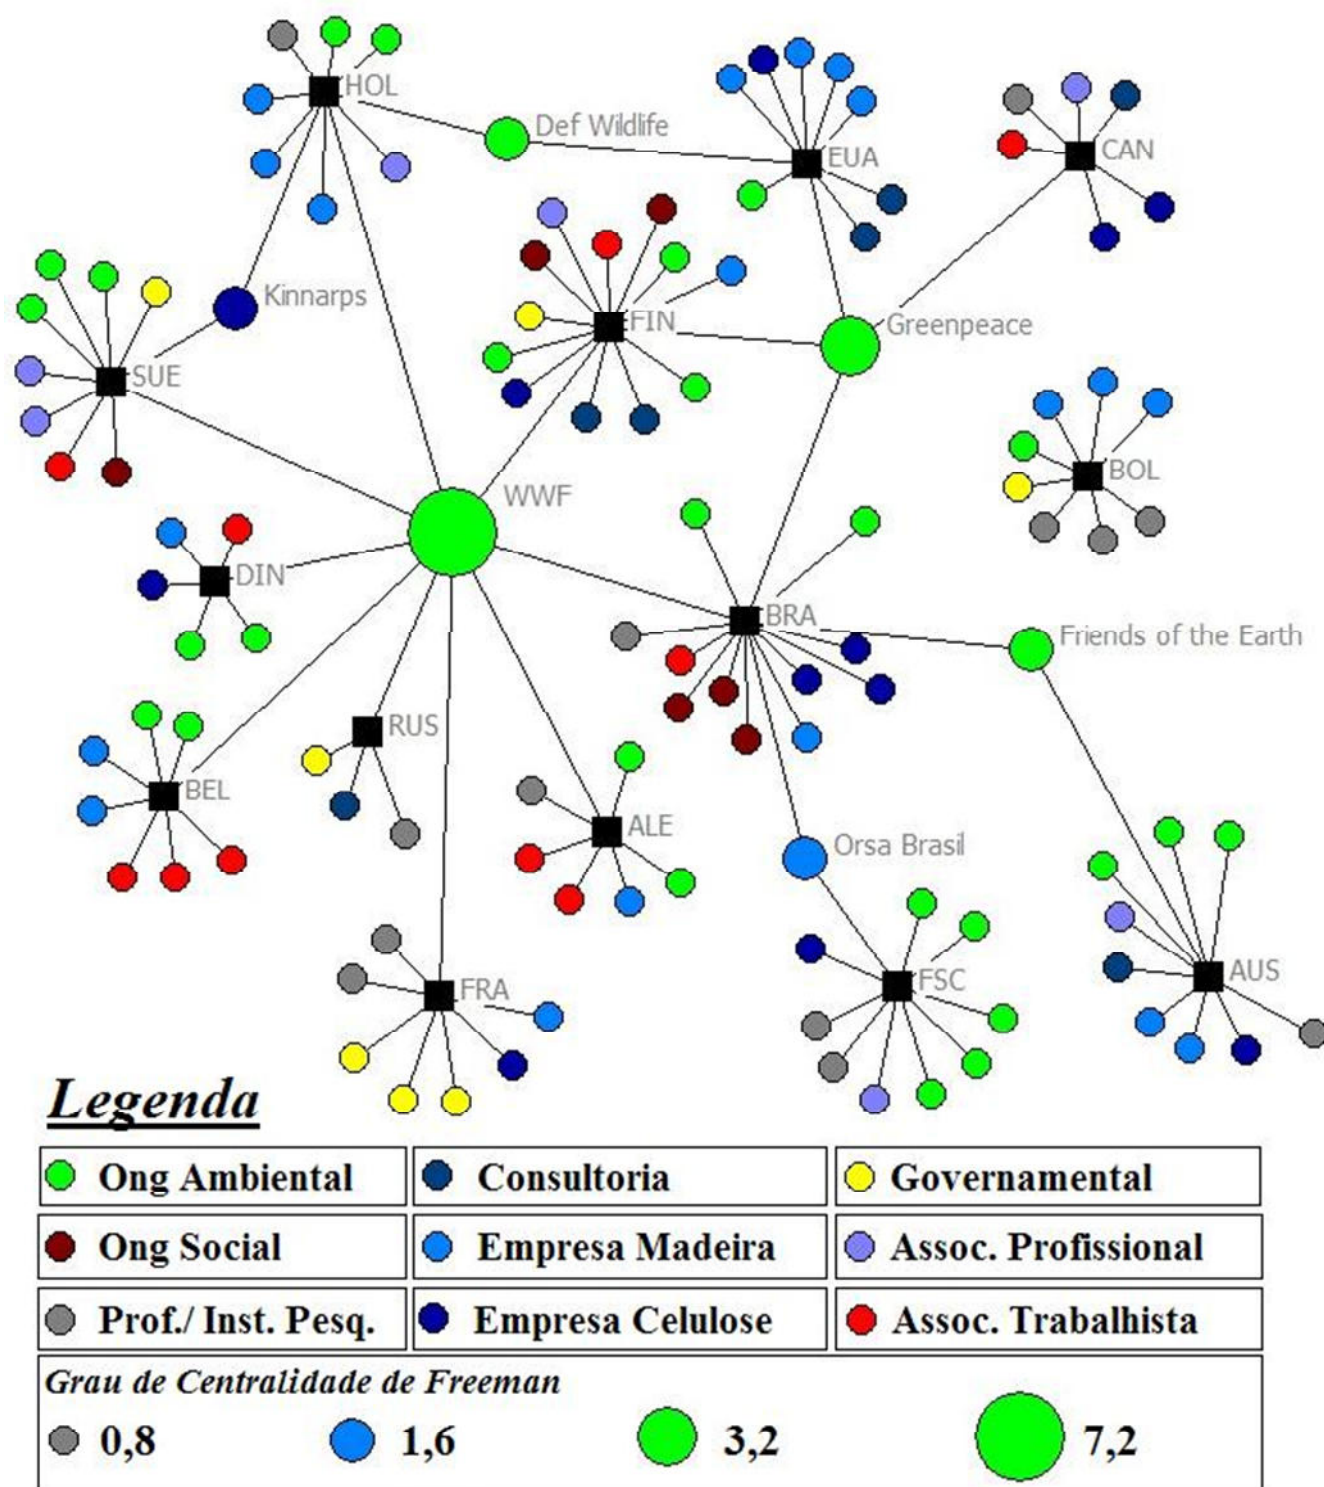 HOL
Def Wildlife
EUA
CAN
Kinnarps
FIN
Greenpeace
SUE
BOL
WWF
DIN
BRA
Friends of the Earth
RUS
BEL
ALE
Orsa Brasil
FRA
FSC
AUS
Legenda
Ong Ambiental
Consultoria
Governamental
Ong Social
Empresa Madeira
Assoc. Profissional
Prof./ Inst. Pesq.
Empresa Celulose
Assoc. Trabalhista
Grau de Centralidade de Freeman
0,8
1,6
3,2
7,2